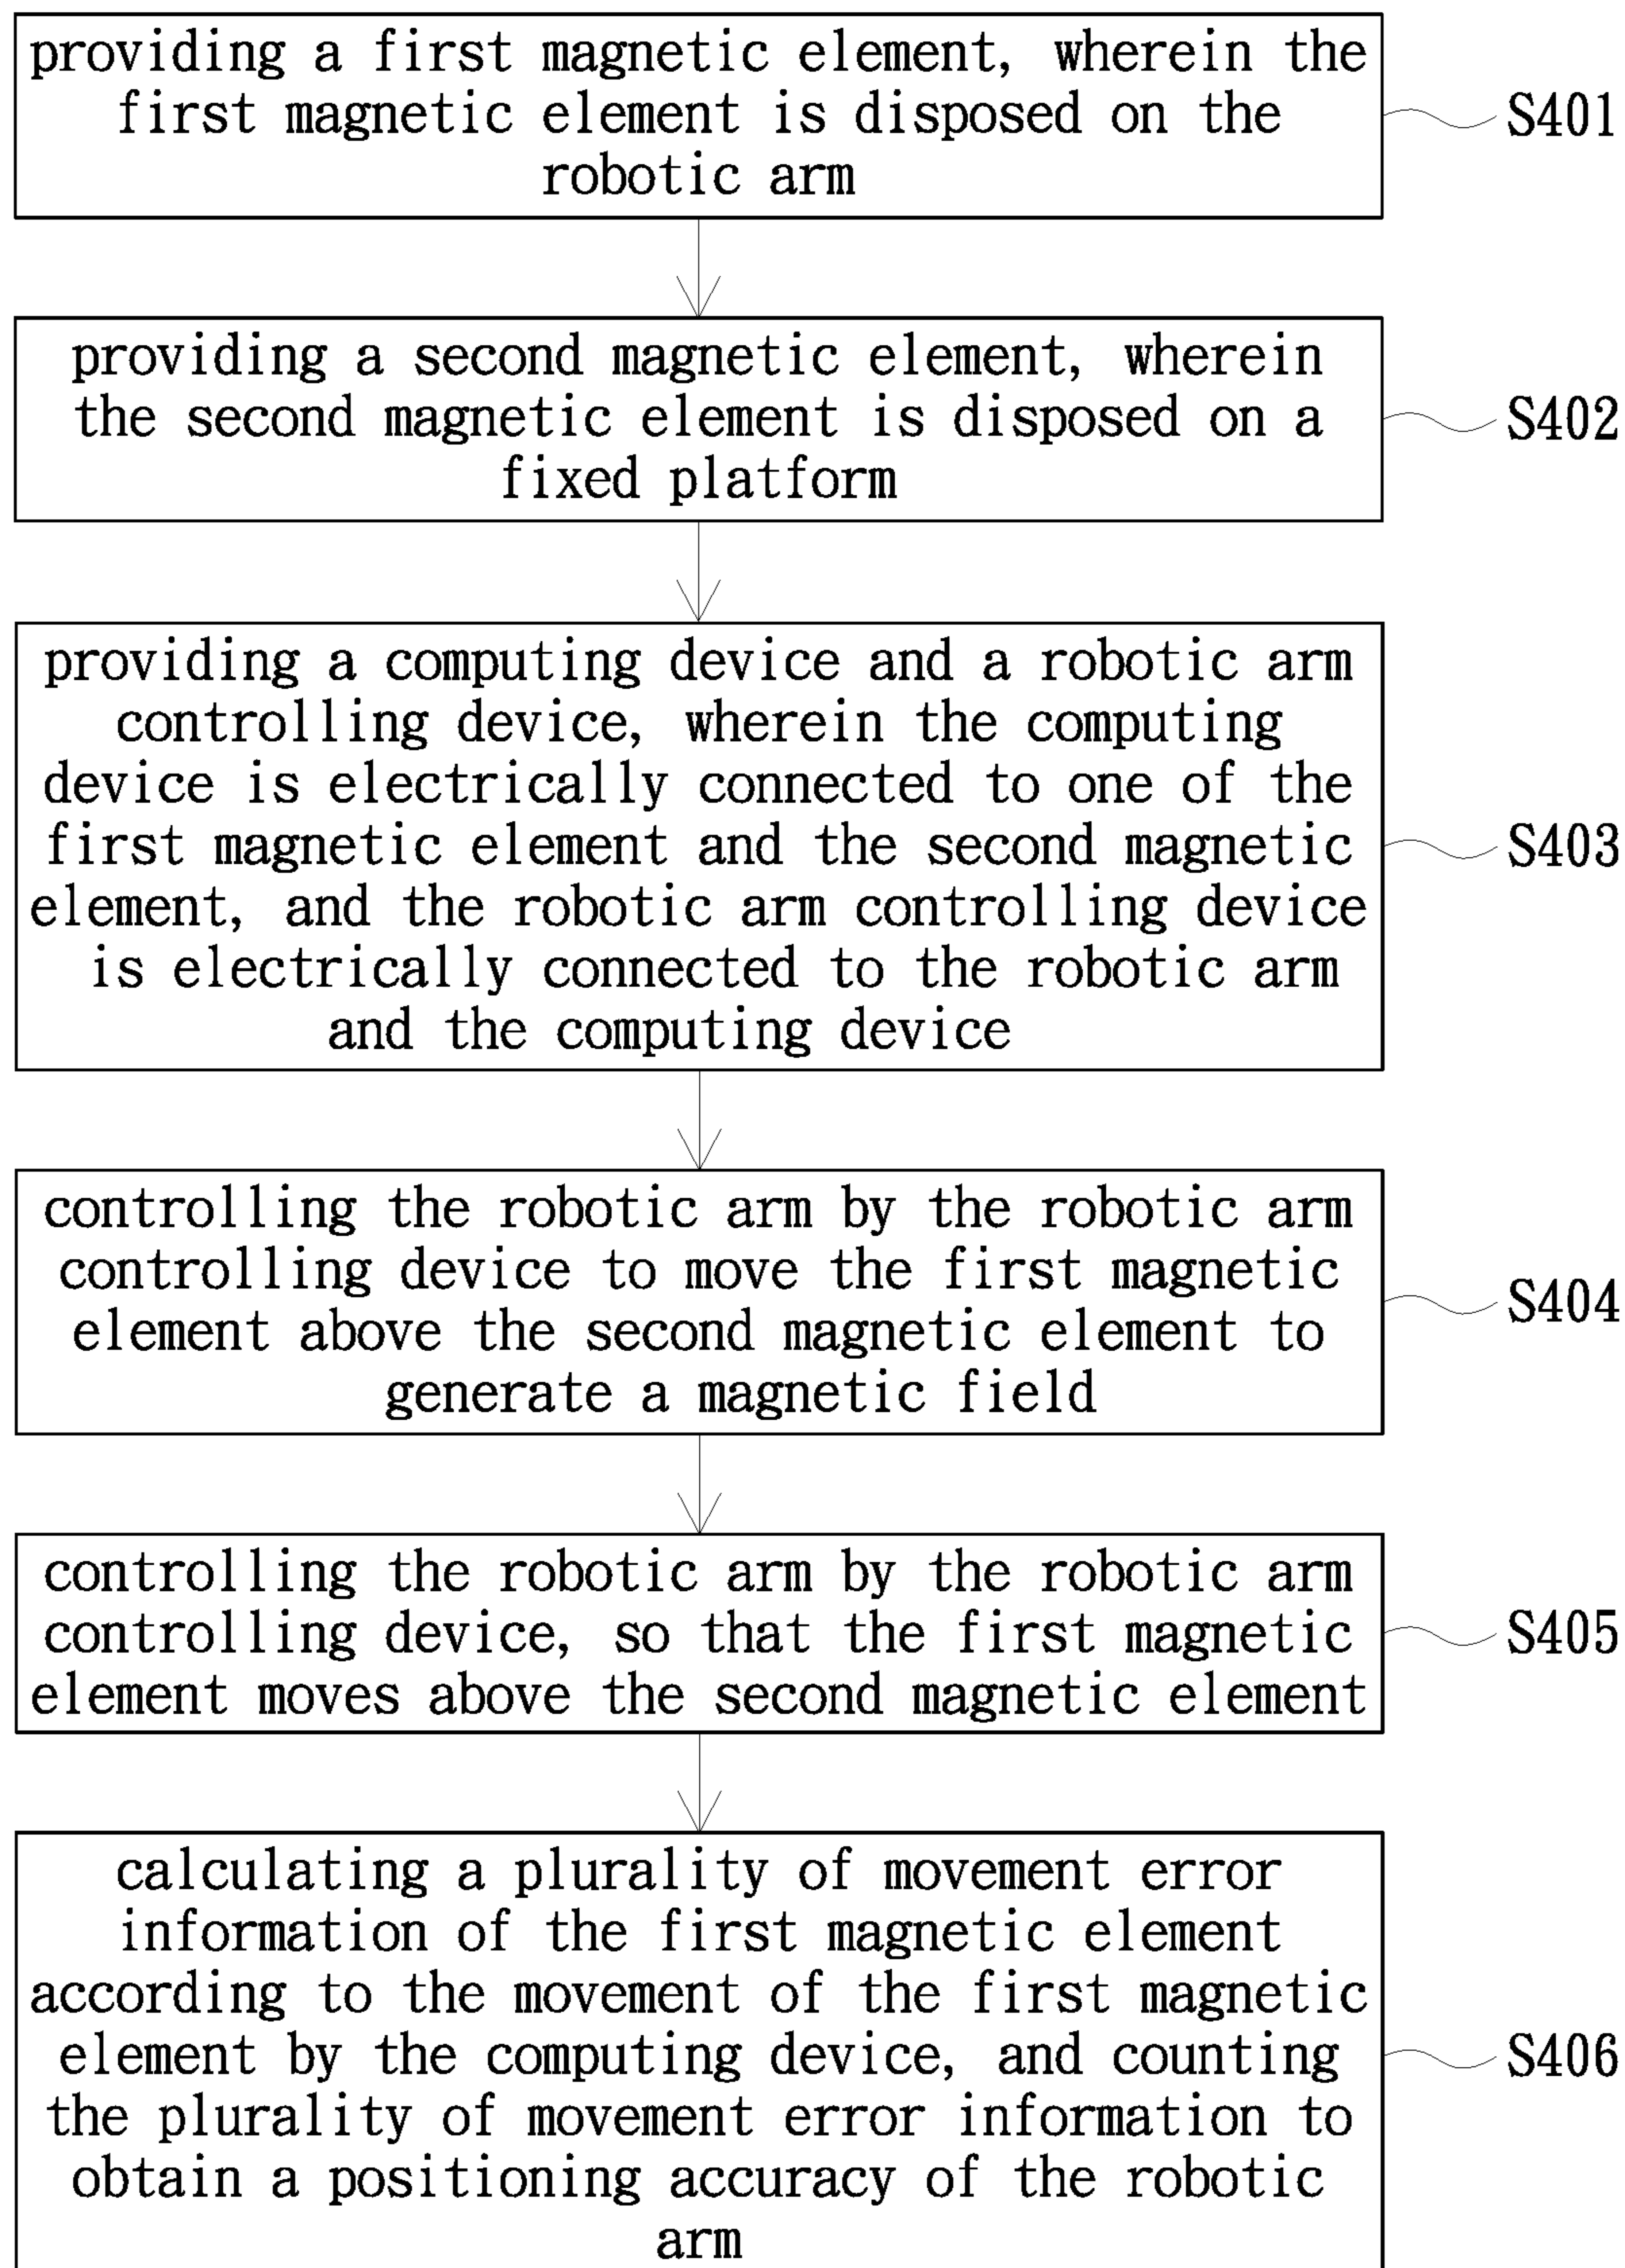 providing a first magnetic element, wherein the
first magnetic element is disposed on the
robotic arm
S401
providing a second magnetic element, wherein
the second magnetic element is disposed on a
fixed platform
S402
providing a computing device and a robotic arm
controlling device, wherein the computing
device is electrically connected to one of the
first magnetic element and the second magnetic
element, and the robotic arm controlling device
is electrically connected to the robotic arm
and the computing device
S403
controlling the robotic arm by the robotic arm
controlling device to move the first magnetic
element above the second magnetic element to
generate a magnetic field
S404
controlling the robotic arm by the robotic arm
controlling device, so that the first magnetic
element moves above the second magnetic element
S405
calculating a plurality of movement error
information of the first magnetic element
according to the movement of the first magnetic
element by the computing device, and counting
the plurality of movement error information to
obtain a positioning accuracy of the robotic
arm
S406